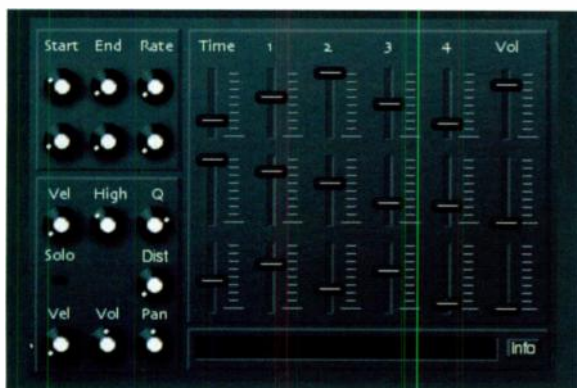 Start End Rate Time 1 2 3 4 Vol
Vel High Q
Solo Dist
Vel Vol Pan
Info